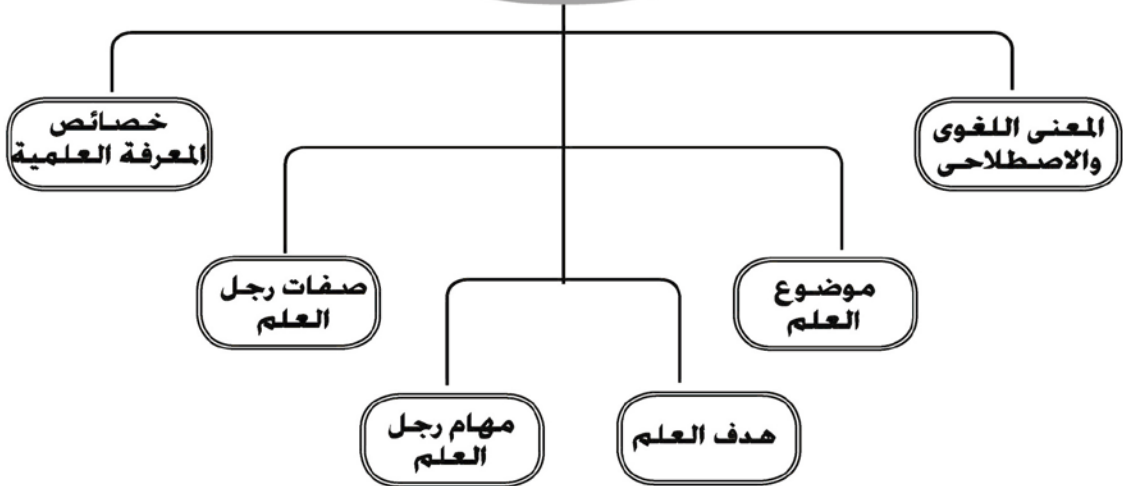 المعنى اللغوى
والاصطلاحى
خصائص
المعرفة العلمية
موضوع
العلم
صفات رجل
العلم
هدف العلم
مهام رجل
العلم